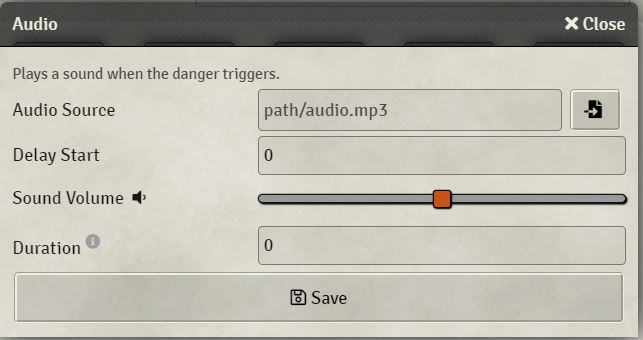 Audio
Close
Plays a sound when the danger triggers.
Audio Source
path/audio.mp3
Delay Start
0
Sound Volume
Duration
0
Save